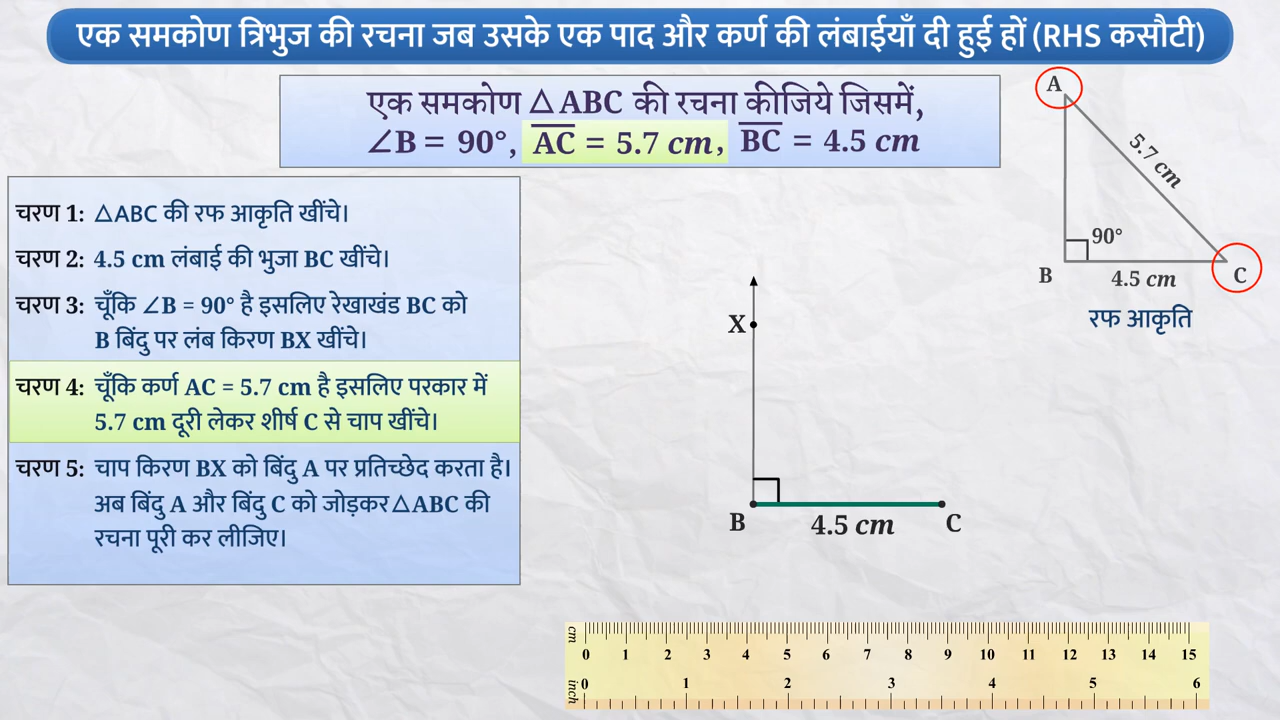 एक समकोण त्रिभुज की रचना जब उसके एक पाद और कर्ण की लंबाईयाँ दी हुई हों (RHS कसौटी)
एक समकोण △ABC की रचना कीजिये जिसमें,
∠B = 90°, AC = 5.7 cm, BC = 4.5 cm
चरण 1: △ABC की रफ आकृति खींचे।
चरण 2: 4.5 cm लंबाई की भुजा BC खींचे।
चरण 3: चूँकि ∠B = 90° है इसलिए रेखाखंड BC को
B बिंदु पर लंब किरण BX खींचे।
चरण 4: चूँकि कर्ण AC = 5.7 cm है इसलिए परकार में
5.7 cm दूरी लेकर शीर्ष C से चाप खींचे।
चरण 5: चाप किरण BX को बिंदु A पर प्रतिच्छेद करता है।
अब बिंदु A और बिंदु C को जोड़कर △ABC की
रचना पूरी कर लीजिए।
A
5.7 cm
90°
B
4.5 cm
C
रफ आकृति
X
B
4.5 cm
C
cm
0 1 2 3 4 5 6 7 8 9 10 11 12 13 14 15
inch
0 1 2 3 4 5 6